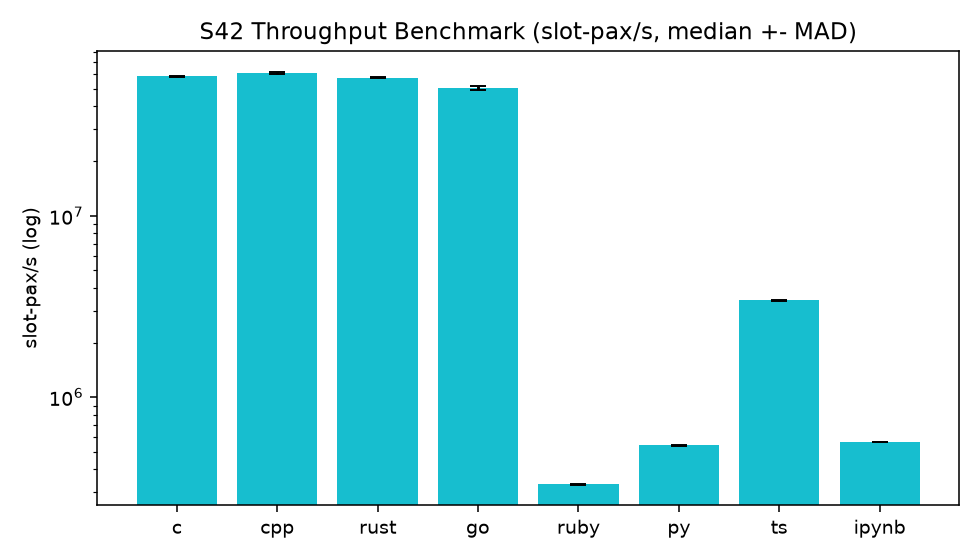 S42 Throughput Benchmark (slot-pax/s, median +- MAD)
slot-pax/s (log)
10^7
10^6
c cpp rust go ruby py ts ipynb